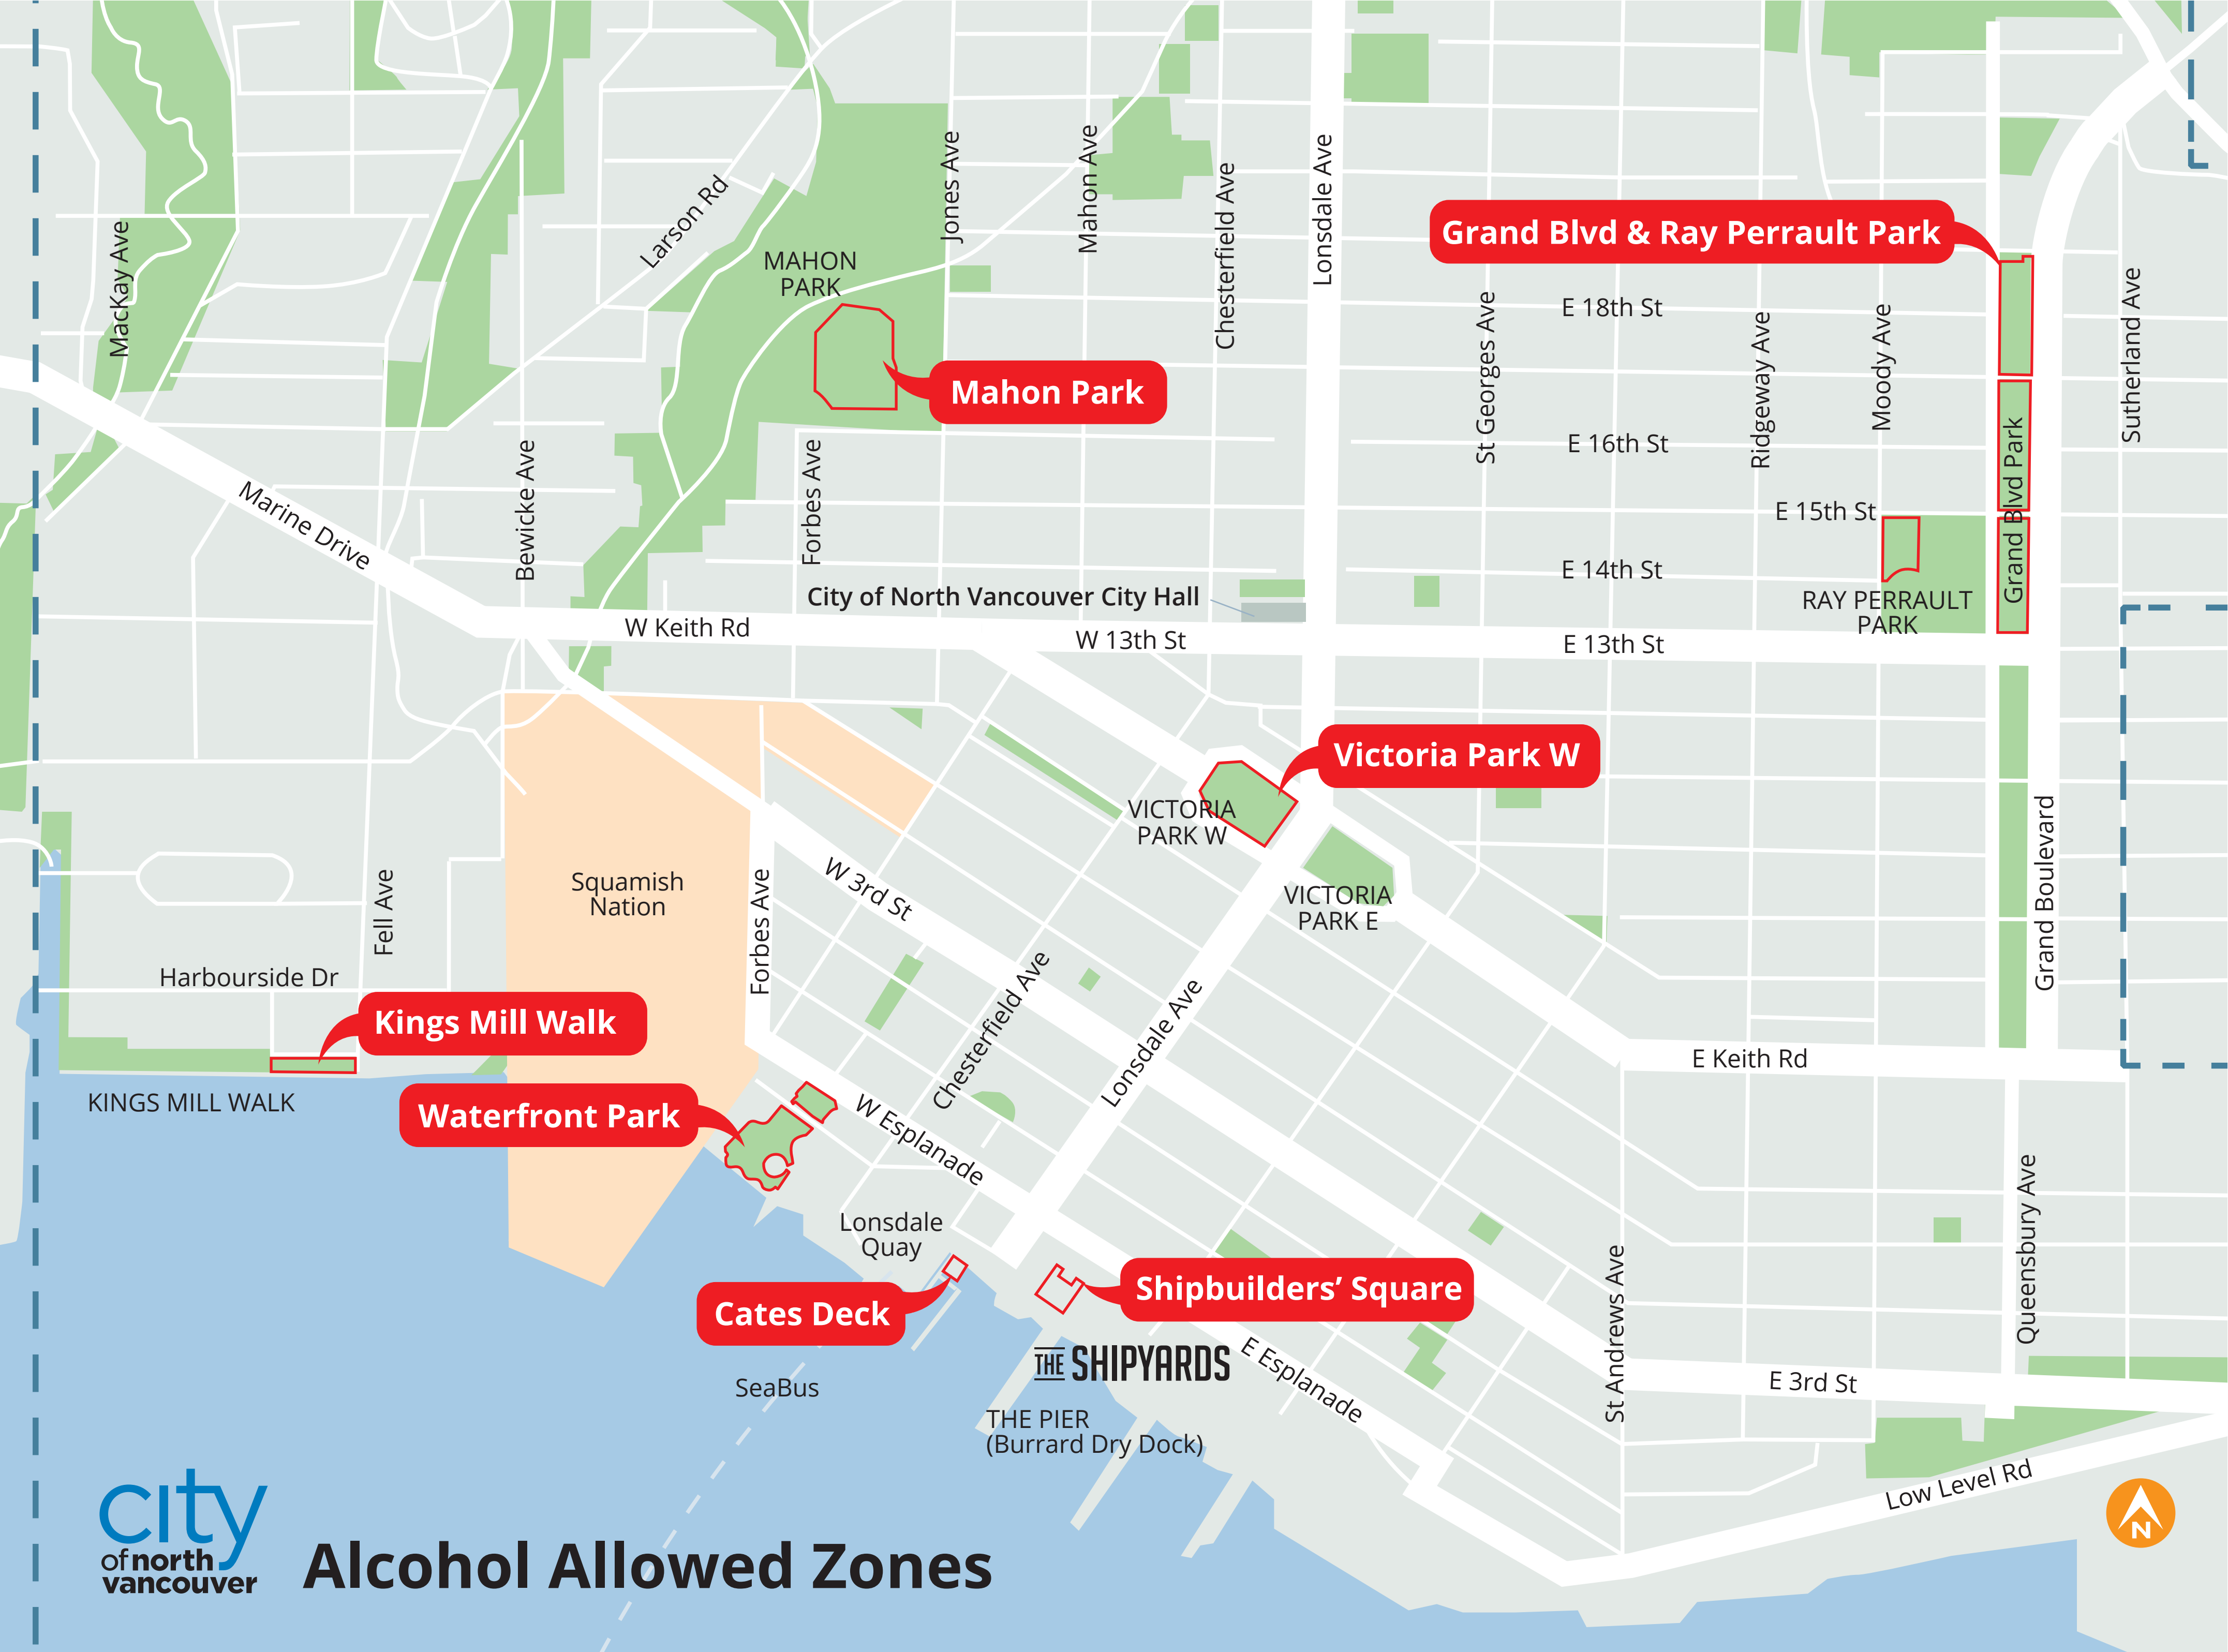 MacKay Ave
Larson Rd
Jones Ave
Mahon Ave
Chesterfield Ave
Lonsdale Ave
Grand Blvd & Ray Perrault Park
MAHON
PARK
Mahon Park
St Georges Ave
E 18th St
Ridgeway Ave
Moody Ave
Sutherland Ave
E 16th St
Grand Blvd Park
Marine Drive
Bewicke Ave
Forbes Ave
E 15th St
E 14th St
City of North Vancouver City Hall
RAY PERRAULT
PARK
W Keith Rd
W 13th St
E 13th St
Victoria Park W
VICTORIA
PARK W
VICTORIA
PARK E
Grand Boulevard
Squamish
Nation
Fell Ave
Forbes Ave
W 3rd St
Harbourside Dr
Kings Mill Walk
KINGS MILL WALK
Chesterfield Ave
Lonsdale Ave
E Keith Rd
Waterfront Park
W Esplanade
Lonsdale
Quay
Queensbury Ave
St Andrews Ave
Cates Deck
Shipbuilders’ Square
THE SHIPYARDS
E Esplanade
E 3rd St
SeaBus
THE PIER
(Burrard Dry Dock)
Low Level Rd
city
of north
vancouver
Alcohol Allowed Zones
N